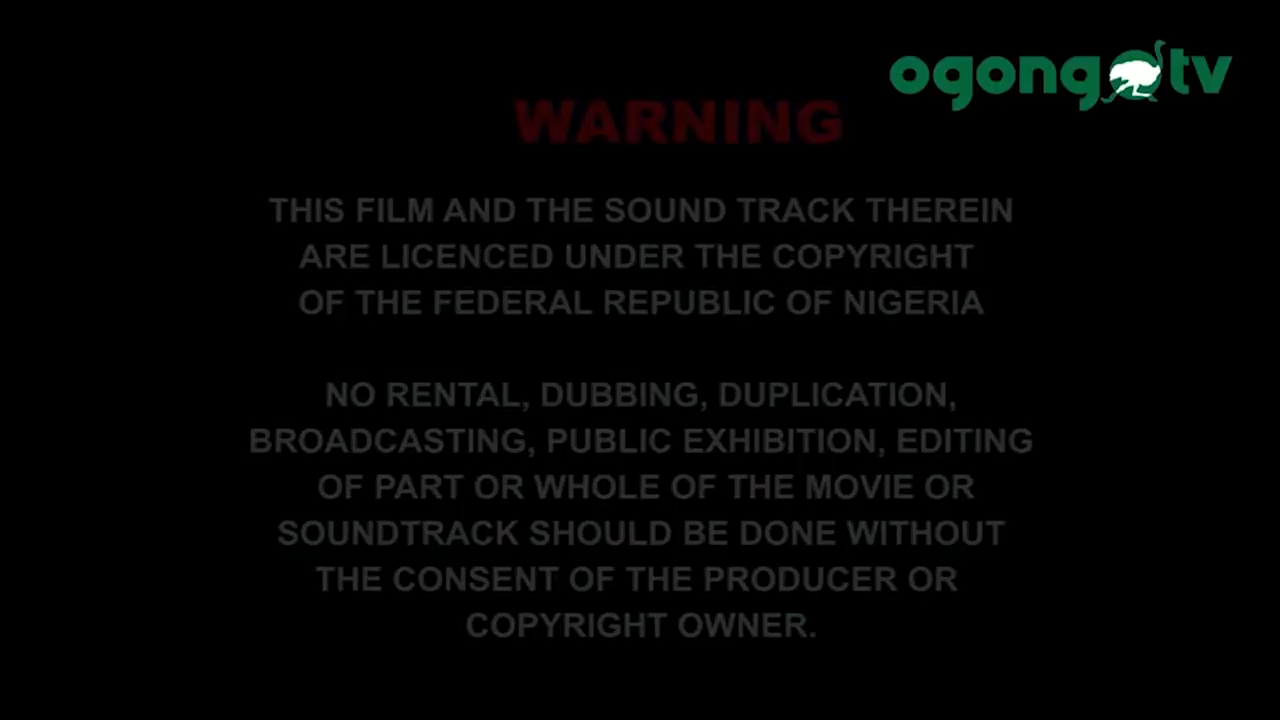 ogongo tv
WARNING
THIS FILM AND THE SOUND TRACK THEREIN
ARE LICENCED UNDER THE COPYRIGHT
OF THE FEDERAL REPUBLIC OF NIGERIA
NO RENTAL, DUBBING, DUPLICATION,
BROADCASTING, PUBLIC EXHIBITION, EDITING
OF PART OR WHOLE OF THE MOVIE OR
SOUNDTRACK SHOULD BE DONE WITHOUT
THE CONSENT OF THE PRODUCER OR
COPYRIGHT OWNER.